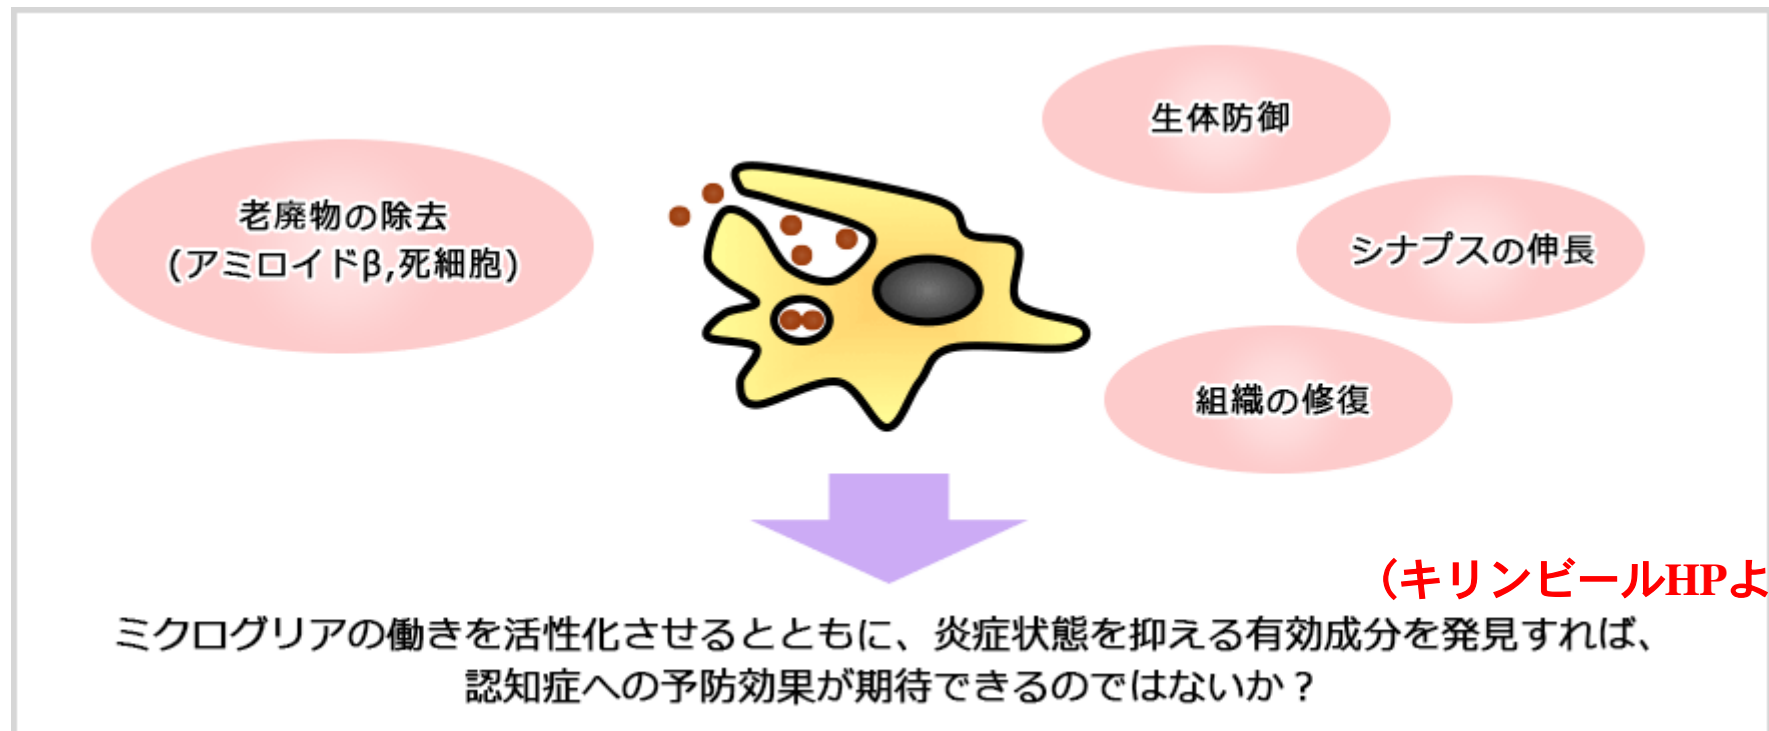 生体防御
老廃物の除去
(アミロイドβ,死細胞)
シナプスの伸長
組織の修復
（キリンビールHPよ
ミクログリアの働きを活性化させるとともに、炎症状態を抑える有効成分を発見すれば、
認知症への予防効果が期待できるのではないか？